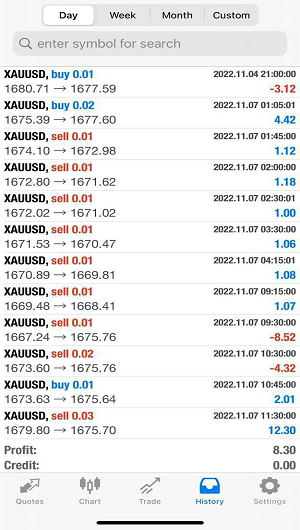 Day Week Month Custom
enter symbol for search
XAUUSD, buy 0.01 2022.11.04 21:00:00
1680.71 → 1677.59 -3.12
XAUUSD, buy 0.02 2022.11.07 01:05:01
1675.39 → 1677.60 4.42
XAUUSD, sell 0.01 2022.11.07 01:45:00
1674.10 → 1672.98 1.12
XAUUSD, sell 0.01 2022.11.07 02:00:00
1672.80 → 1671.62 1.18
XAUUSD, sell 0.01 2022.11.07 02:30:01
1672.02 → 1671.02 1.00
XAUUSD, sell 0.01 2022.11.07 03:30:00
1671.53 → 1670.47 1.06
XAUUSD, sell 0.01 2022.11.07 04:15:01
1670.89 → 1669.81 1.08
XAUUSD, sell 0.01 2022.11.07 09:15:00
1669.48 → 1668.41 1.07
XAUUSD, sell 0.01 2022.11.07 09:30:00
1667.24 → 1675.76 -8.52
XAUUSD, sell 0.02 2022.11.07 10:30:00
1673.60 → 1675.76 -4.32
XAUUSD, buy 0.01 2022.11.07 10:45:00
1673.63 → 1675.64 2.01
XAUUSD, sell 0.03 2022.11.07 11:30:00
1679.80 → 1675.70 12.30
Profit: 8.30
Credit: 0.00
Quotes Chart Trade History Settings